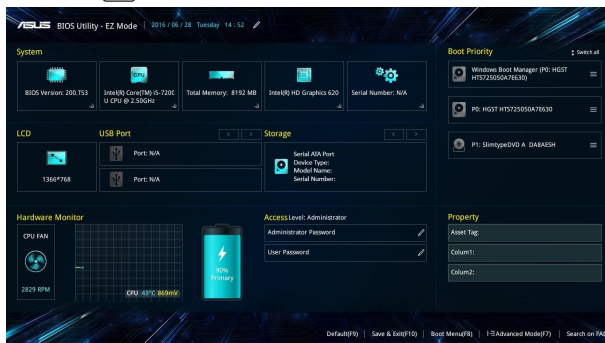 ASUS BIOS Utility - EZ Mode 2016 / 06 / 28 Tuesday 14 : 52
System
BIOS Version: 200.T53
CPU
Intel(R) Core(TM) i5-7200
U CPU @ 2.50GHz
Total Memory: 8192 MB
Intel(R) HD Graphics 620
Serial Number: N/A
Boot Priority
Switch all
Windows Boot Manager (P0: HGST
HTS725050A7E630)
P0: HGST HTS725050A7E630
P1: SlimtypeDVD A DA8AESH
LCD
1366*768
USB Port
Port: N/A
Port: N/A
Storage
Serial ATA Port
Device Type:
Model Name:
Serial Number:
Hardware Monitor
CPU FAN
2829 RPM
CPU 43°C 869mV
90%
Primary
Access Level: Administrator
Administrator Password
User Password
Property
Asset Tag:
Colum1:
Colum2:
Default(F9) | Save & Exit(F10) | Boot Menu(F8) | Advanced Mode(F7) | Search on FAQ